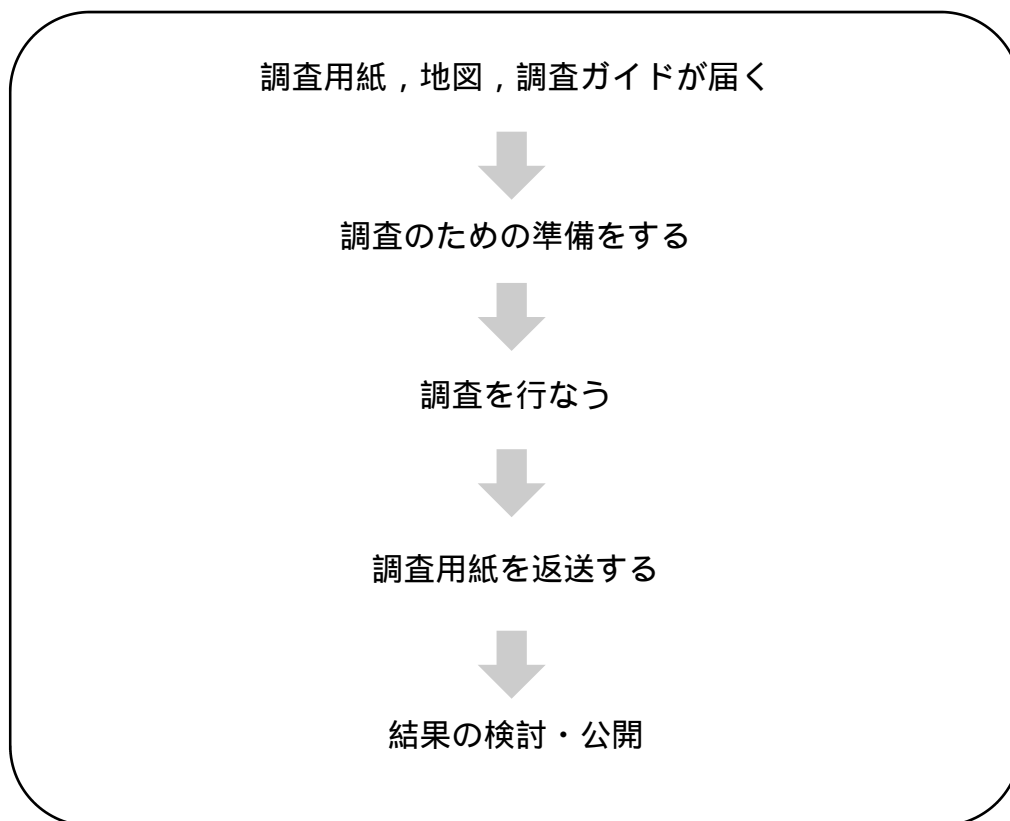 調査用紙，地図，調査ガイドが届く
調査のための準備をする
調査を行なう
調査用紙を返送する
結果の検討・公開